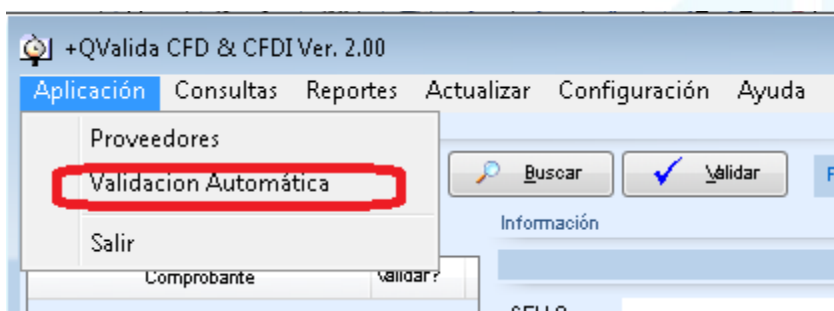 +QValida CFD & CFDI Ver. 2.00
Aplicación Consultas Reportes Actualizar Configuración Ayuda
Proveedores
Validacion Automática
Salir
Buscar Válidar
Información
Comprobante Validar?